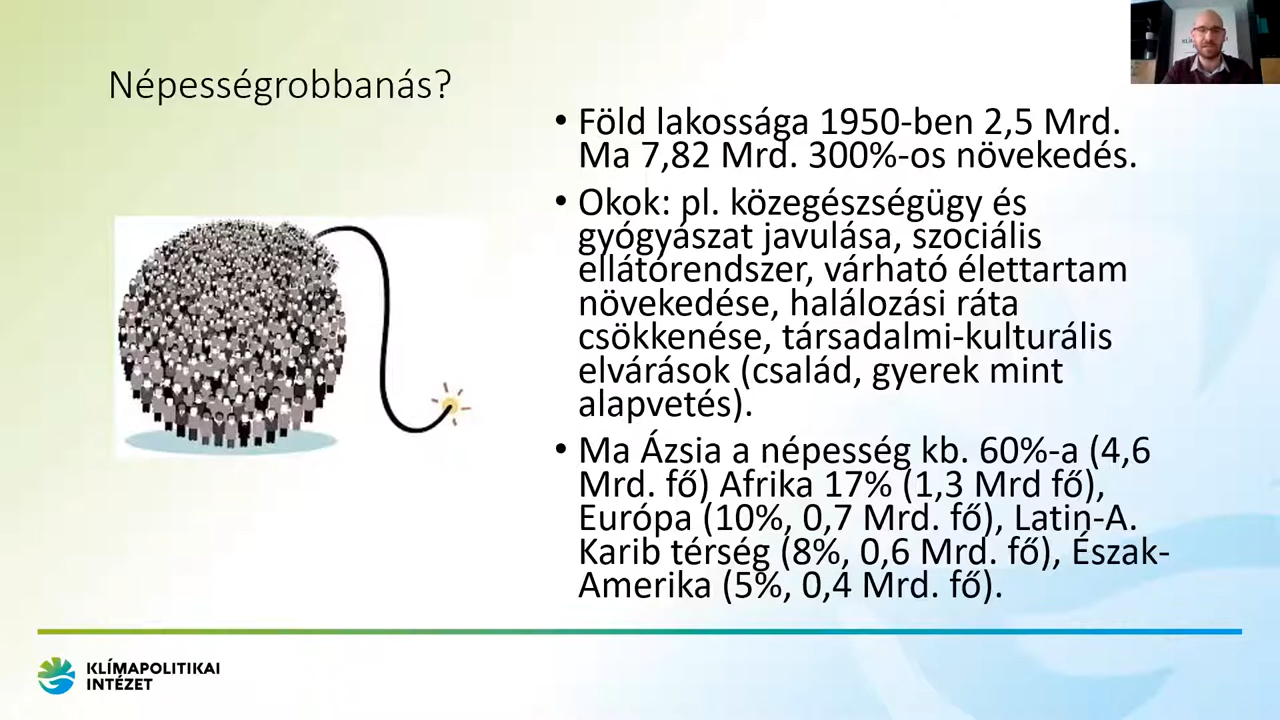 Népességrobbanás?
• Föld lakossága 1950-ben 2,5 Mrd.
Ma 7,82 Mrd. 300%-os növekedés.
• Okok: pl. közegészségügy és
gyógyászat javulása, szociális
ellátórendszer, várható élettartam
növekedése, halálozási ráta
csökkenése, társadalmi-kulturális
elvárások (család, gyerek mint
alapvetés).
• Ma Ázsia a népesség kb. 60%-a (4,6
Mrd. fő) Afrika 17% (1,3 Mrd fő),
Európa (10%, 0,7 Mrd. fő), Latin-A.
Karib térség (8%, 0,6 Mrd. fő), Észak-
Amerika (5%, 0,4 Mrd. fő).
KLÍMAPOLITIKAI
INTÉZET